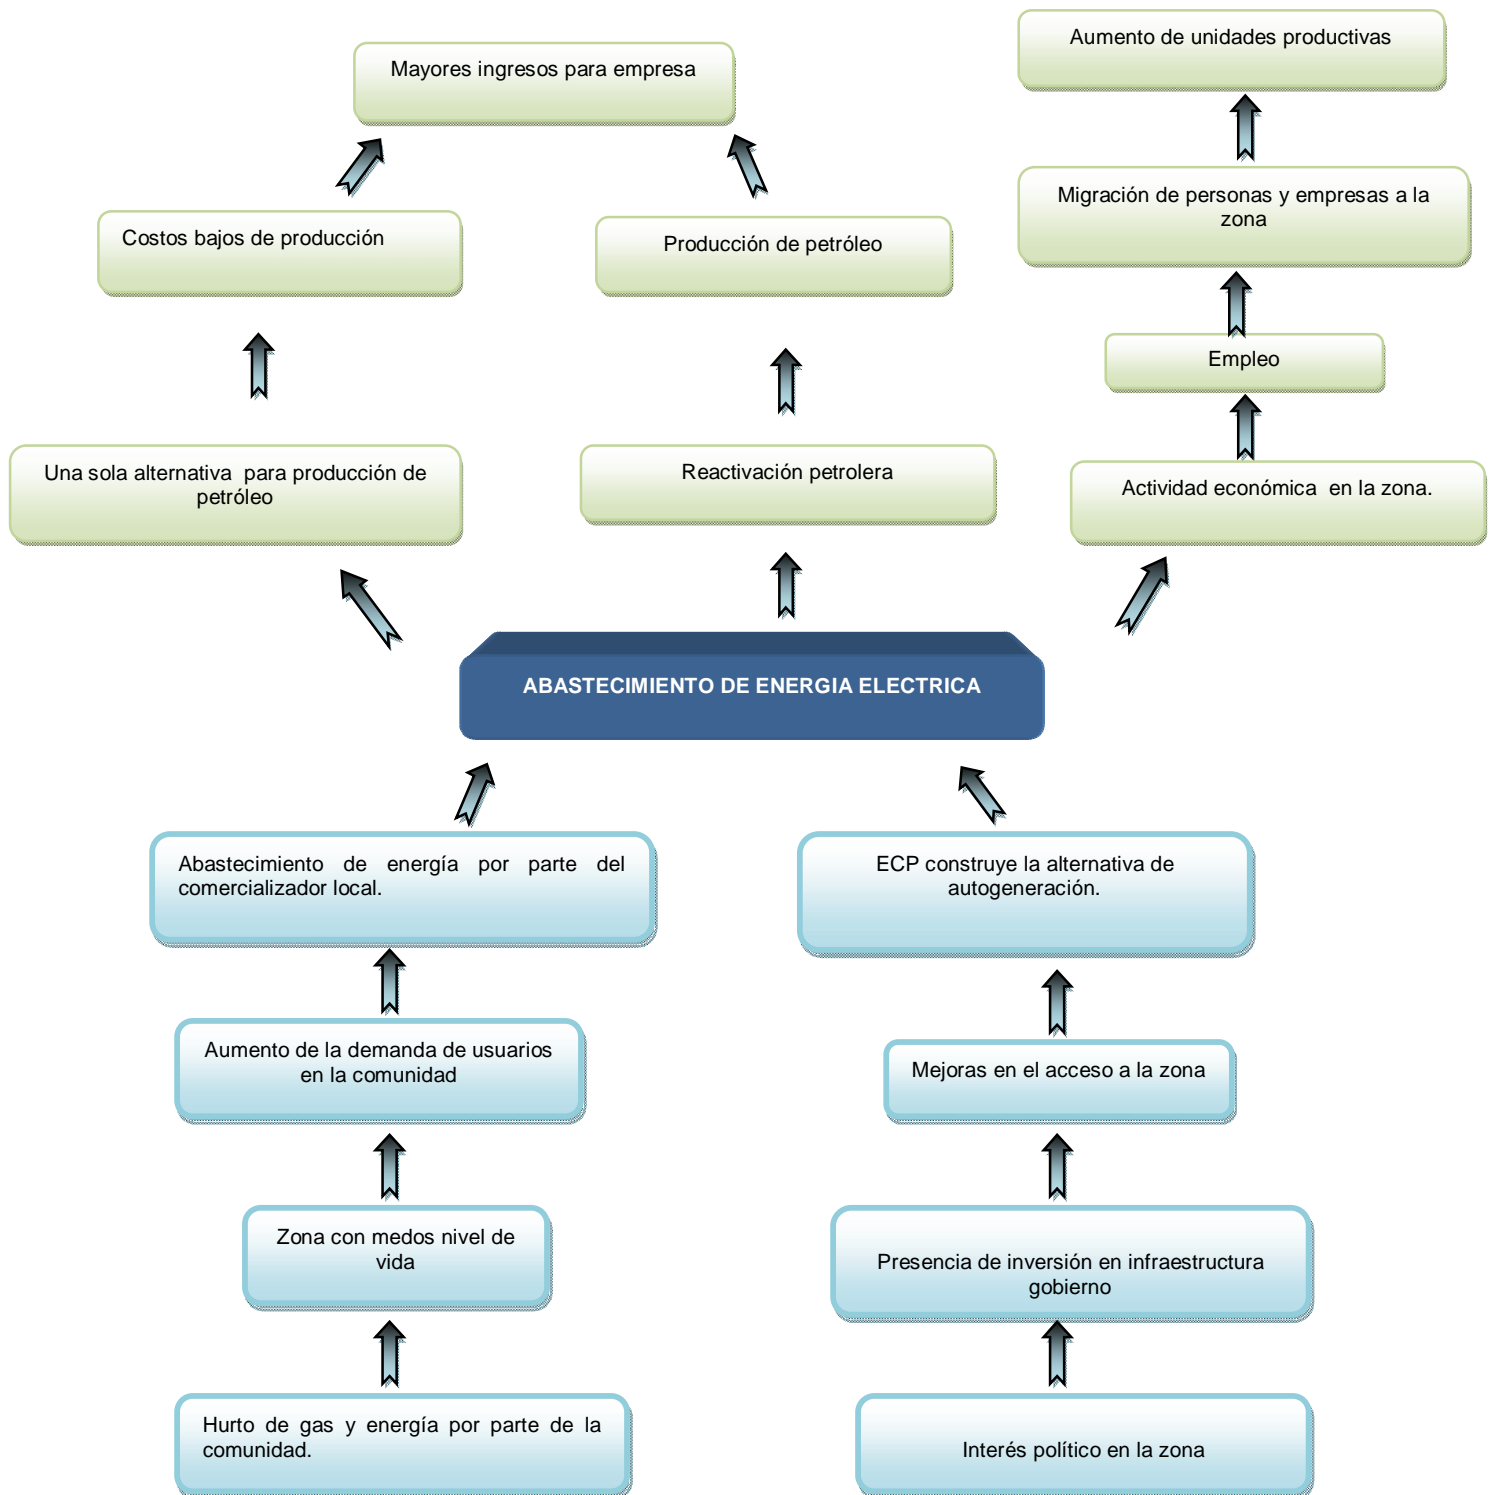 Aumento de unidades productivas
Mayores ingresos para empresa
Migración de personas y empresas a la
zona
Costos bajos de producción
Producción de petróleo
Empleo
Una sola alternativa para producción de
petróleo
Reactivación petrolera
Actividad económica en la zona.
ABASTECIMIENTO DE ENERGIA ELECTRICA
Abastecimiento de energía por parte del
comercializador local.
ECP construye la alternativa de
autogeneración.
Aumento de la demanda de usuarios
en la comunidad
Mejoras en el acceso a la zona
Zona con medos nivel de
vida
Presencia de inversión en infraestructura
gobierno
Hurto de gas y energía por parte de la
comunidad.
Interés político en la zona